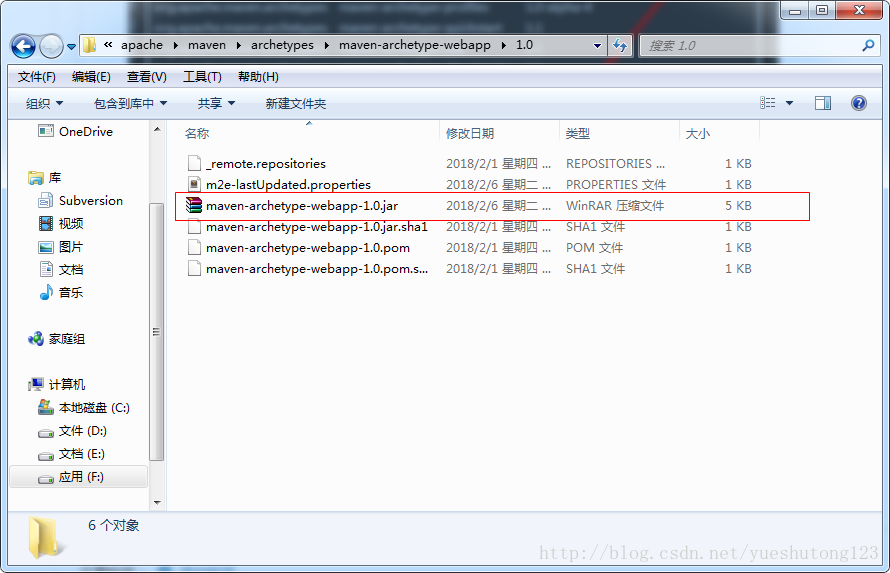 « apache ▸ maven ▸ archetypes ▸ maven-archetype-webapp ▸ 1.0
搜索 1.0
文件(F) 编辑(E) 查看(V) 工具(T) 帮助(H)
组织 包含到库中 共享 新建文件夹
名称 修改日期 类型 大小
OneDrive
库
Subversion
视频
图片
文档
音乐
家庭组
计算机
本地磁盘 (C:)
文件 (D:)
文档 (E:)
应用 (F:)
_remote.repositories 2018/2/1 星期四 ... REPOSITORIES ... 1 KB
m2e-lastUpdated.properties 2018/2/6 星期二 ... PROPERTIES 文件 1 KB
maven-archetype-webapp-1.0.jar 2018/2/6 星期二 ... WinRAR 压缩文件 5 KB
maven-archetype-webapp-1.0.jar.sha1 2018/2/1 星期四 ... SHA1 文件 1 KB
maven-archetype-webapp-1.0.pom 2018/2/1 星期四 ... POM 文件 1 KB
maven-archetype-webapp-1.0.pom.s... 2018/2/1 星期四 ... SHA1 文件 1 KB
6 个对象
http://blog.csdn.net/yueshutong123